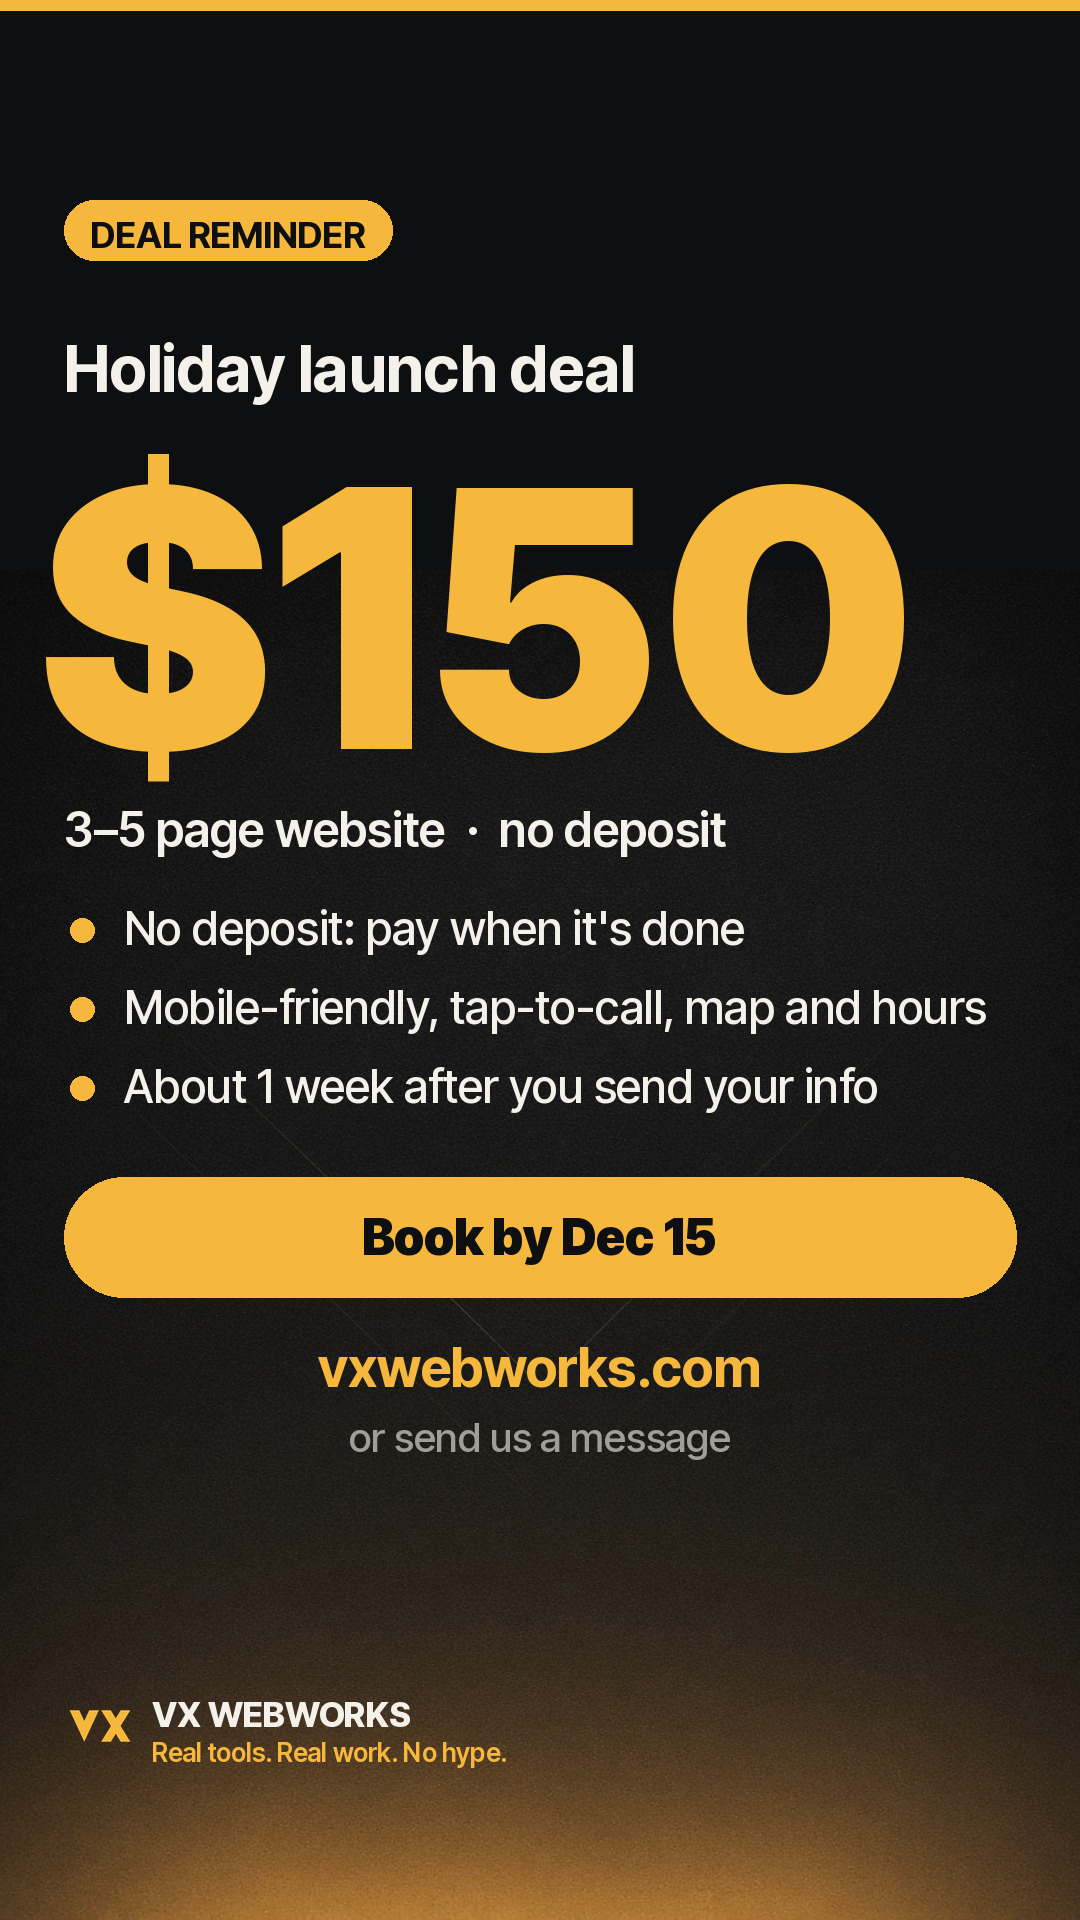 DEAL REMINDER
Holiday launch deal
$150
3–5 page website · no deposit
No deposit: pay when it's done
Mobile-friendly, tap-to-call, map and hours
About 1 week after you send your info
Book by Dec 15
vxwebworks.com
or send us a message
VX VX WEBWORKS
Real tools. Real work. No hype.